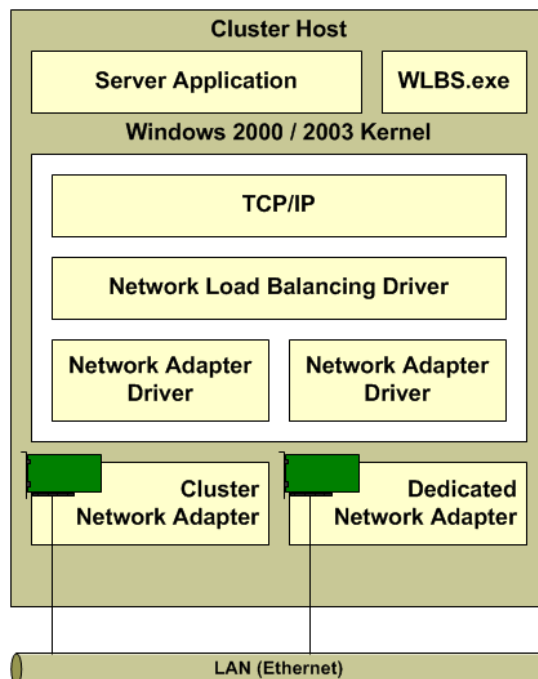 Cluster Host
Server Application
WLBS.exe
Windows 2000 / 2003 Kernel
TCP/IP
Network Load Balancing Driver
Network Adapter
Driver
Network Adapter
Driver
Cluster
Network Adapter
Dedicated
Network Adapter
LAN (Ethernet)